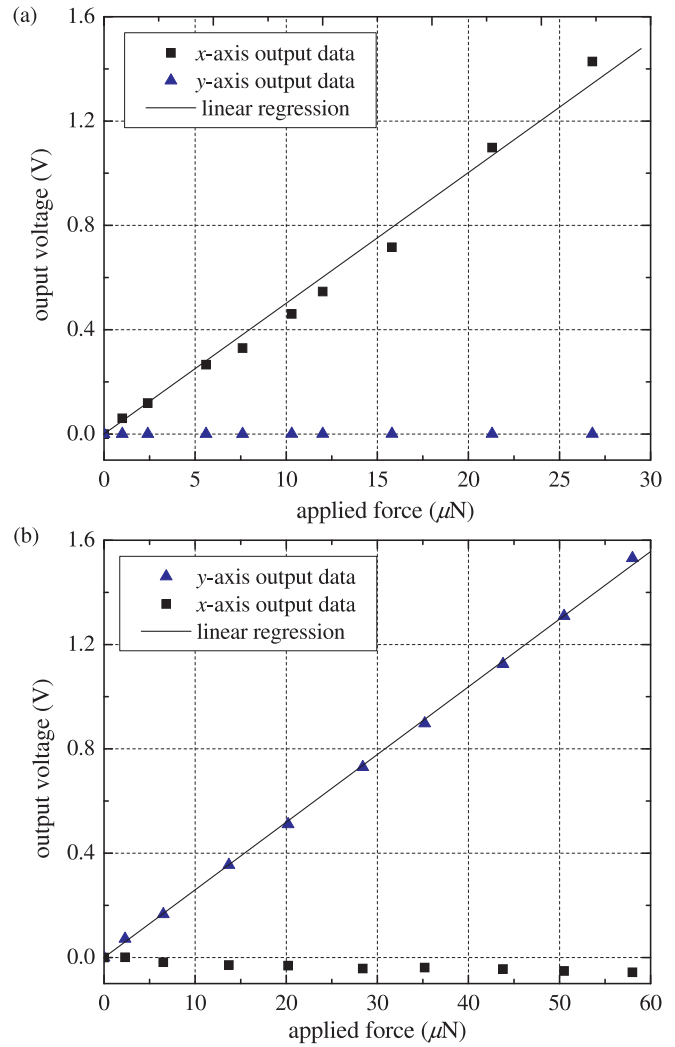 (a)
1.6
1.2
0.8
0.4
0.0
ouput voltage (V)
x-axis output data
y-axis output data
linear regression
0 5 10 15 20 25 30
applied force (μN)
(b)
1.6
1.2
0.8
0.4
0.0
output voltage (V)
y-axis output data
x-axis output data
linear regression
0 10 20 30 40 50 60
applied force (μN)